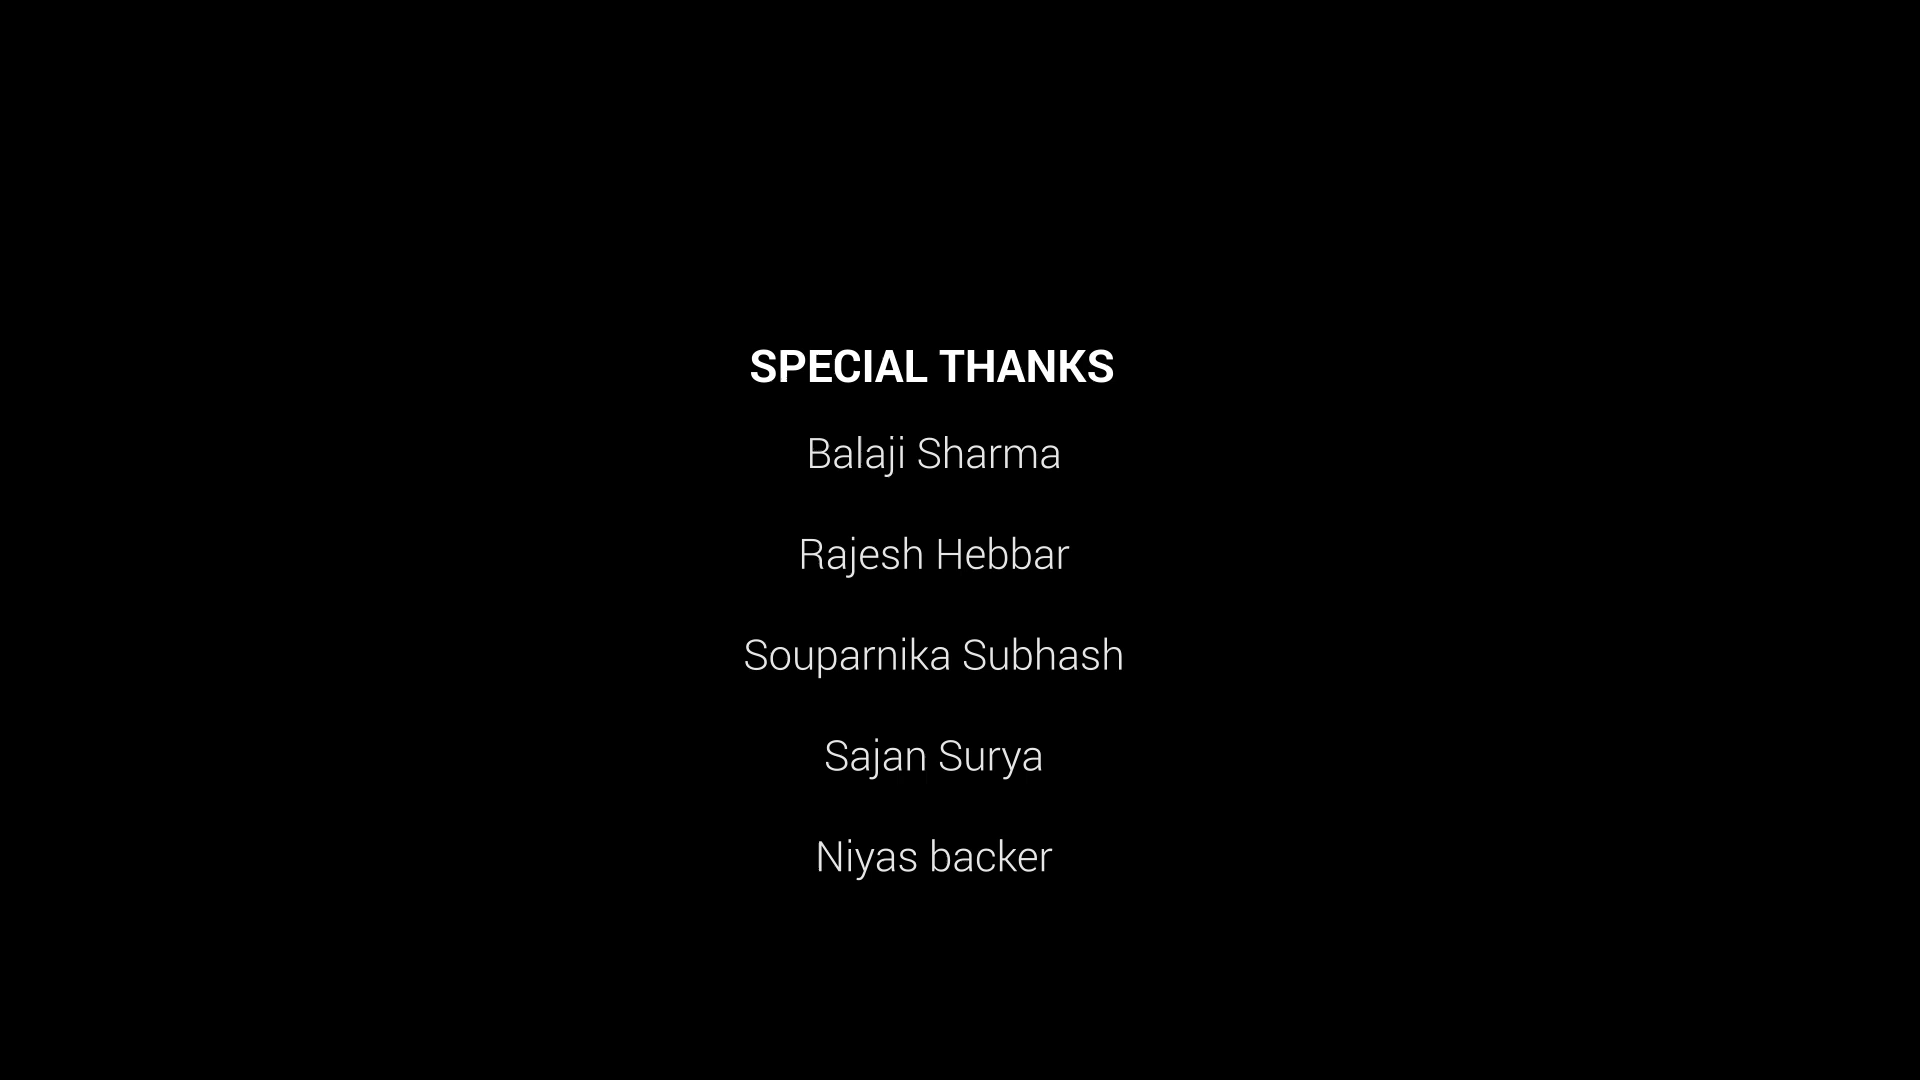 SPECIAL THANKS
Balaji Sharma
Rajesh Hebbar
Souparnika Subhash
Sajan Surya
Niyas backer